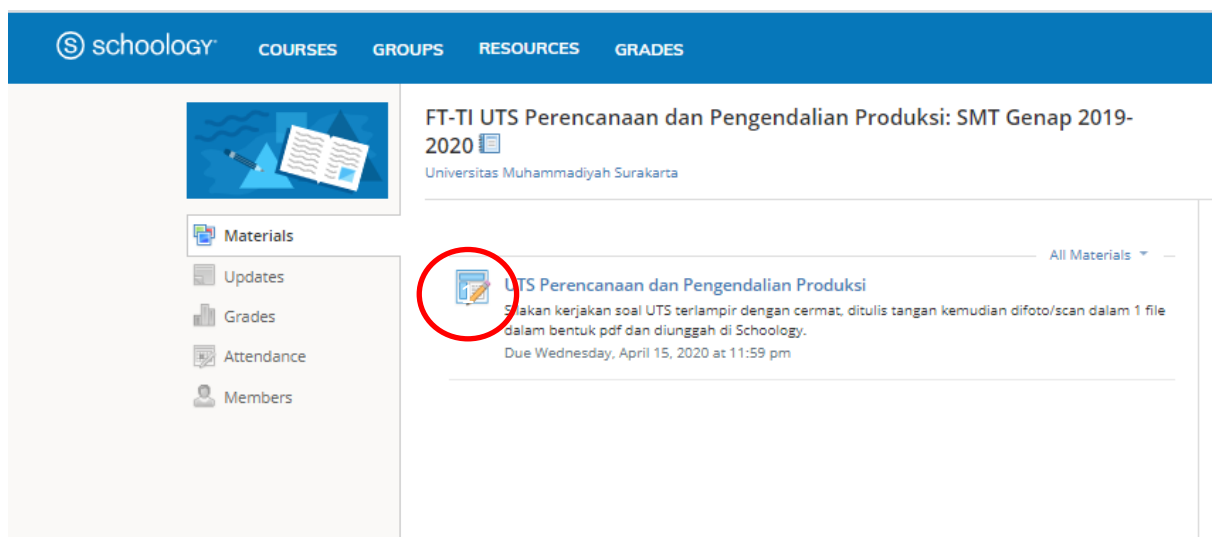 schoology COURSES GROUPS RESOURCES GRADES
FT-TI UTS Perencanaan dan Pengendalian Produksi: SMT Genap 2019-
2020
Universitas Muhammadiyah Surakarta
Materials
Updates
Grades
Attendance
Members
All Materials
UTS Perencanaan dan Pengendalian Produksi
Silakan kerjakan soal UTS terlampir dengan cermat, ditulis tangan kemudian difoto/scan dalam 1 file
dalam bentuk pdf dan diunggah di Schoology.
Due Wednesday, April 15, 2020 at 11:59 pm